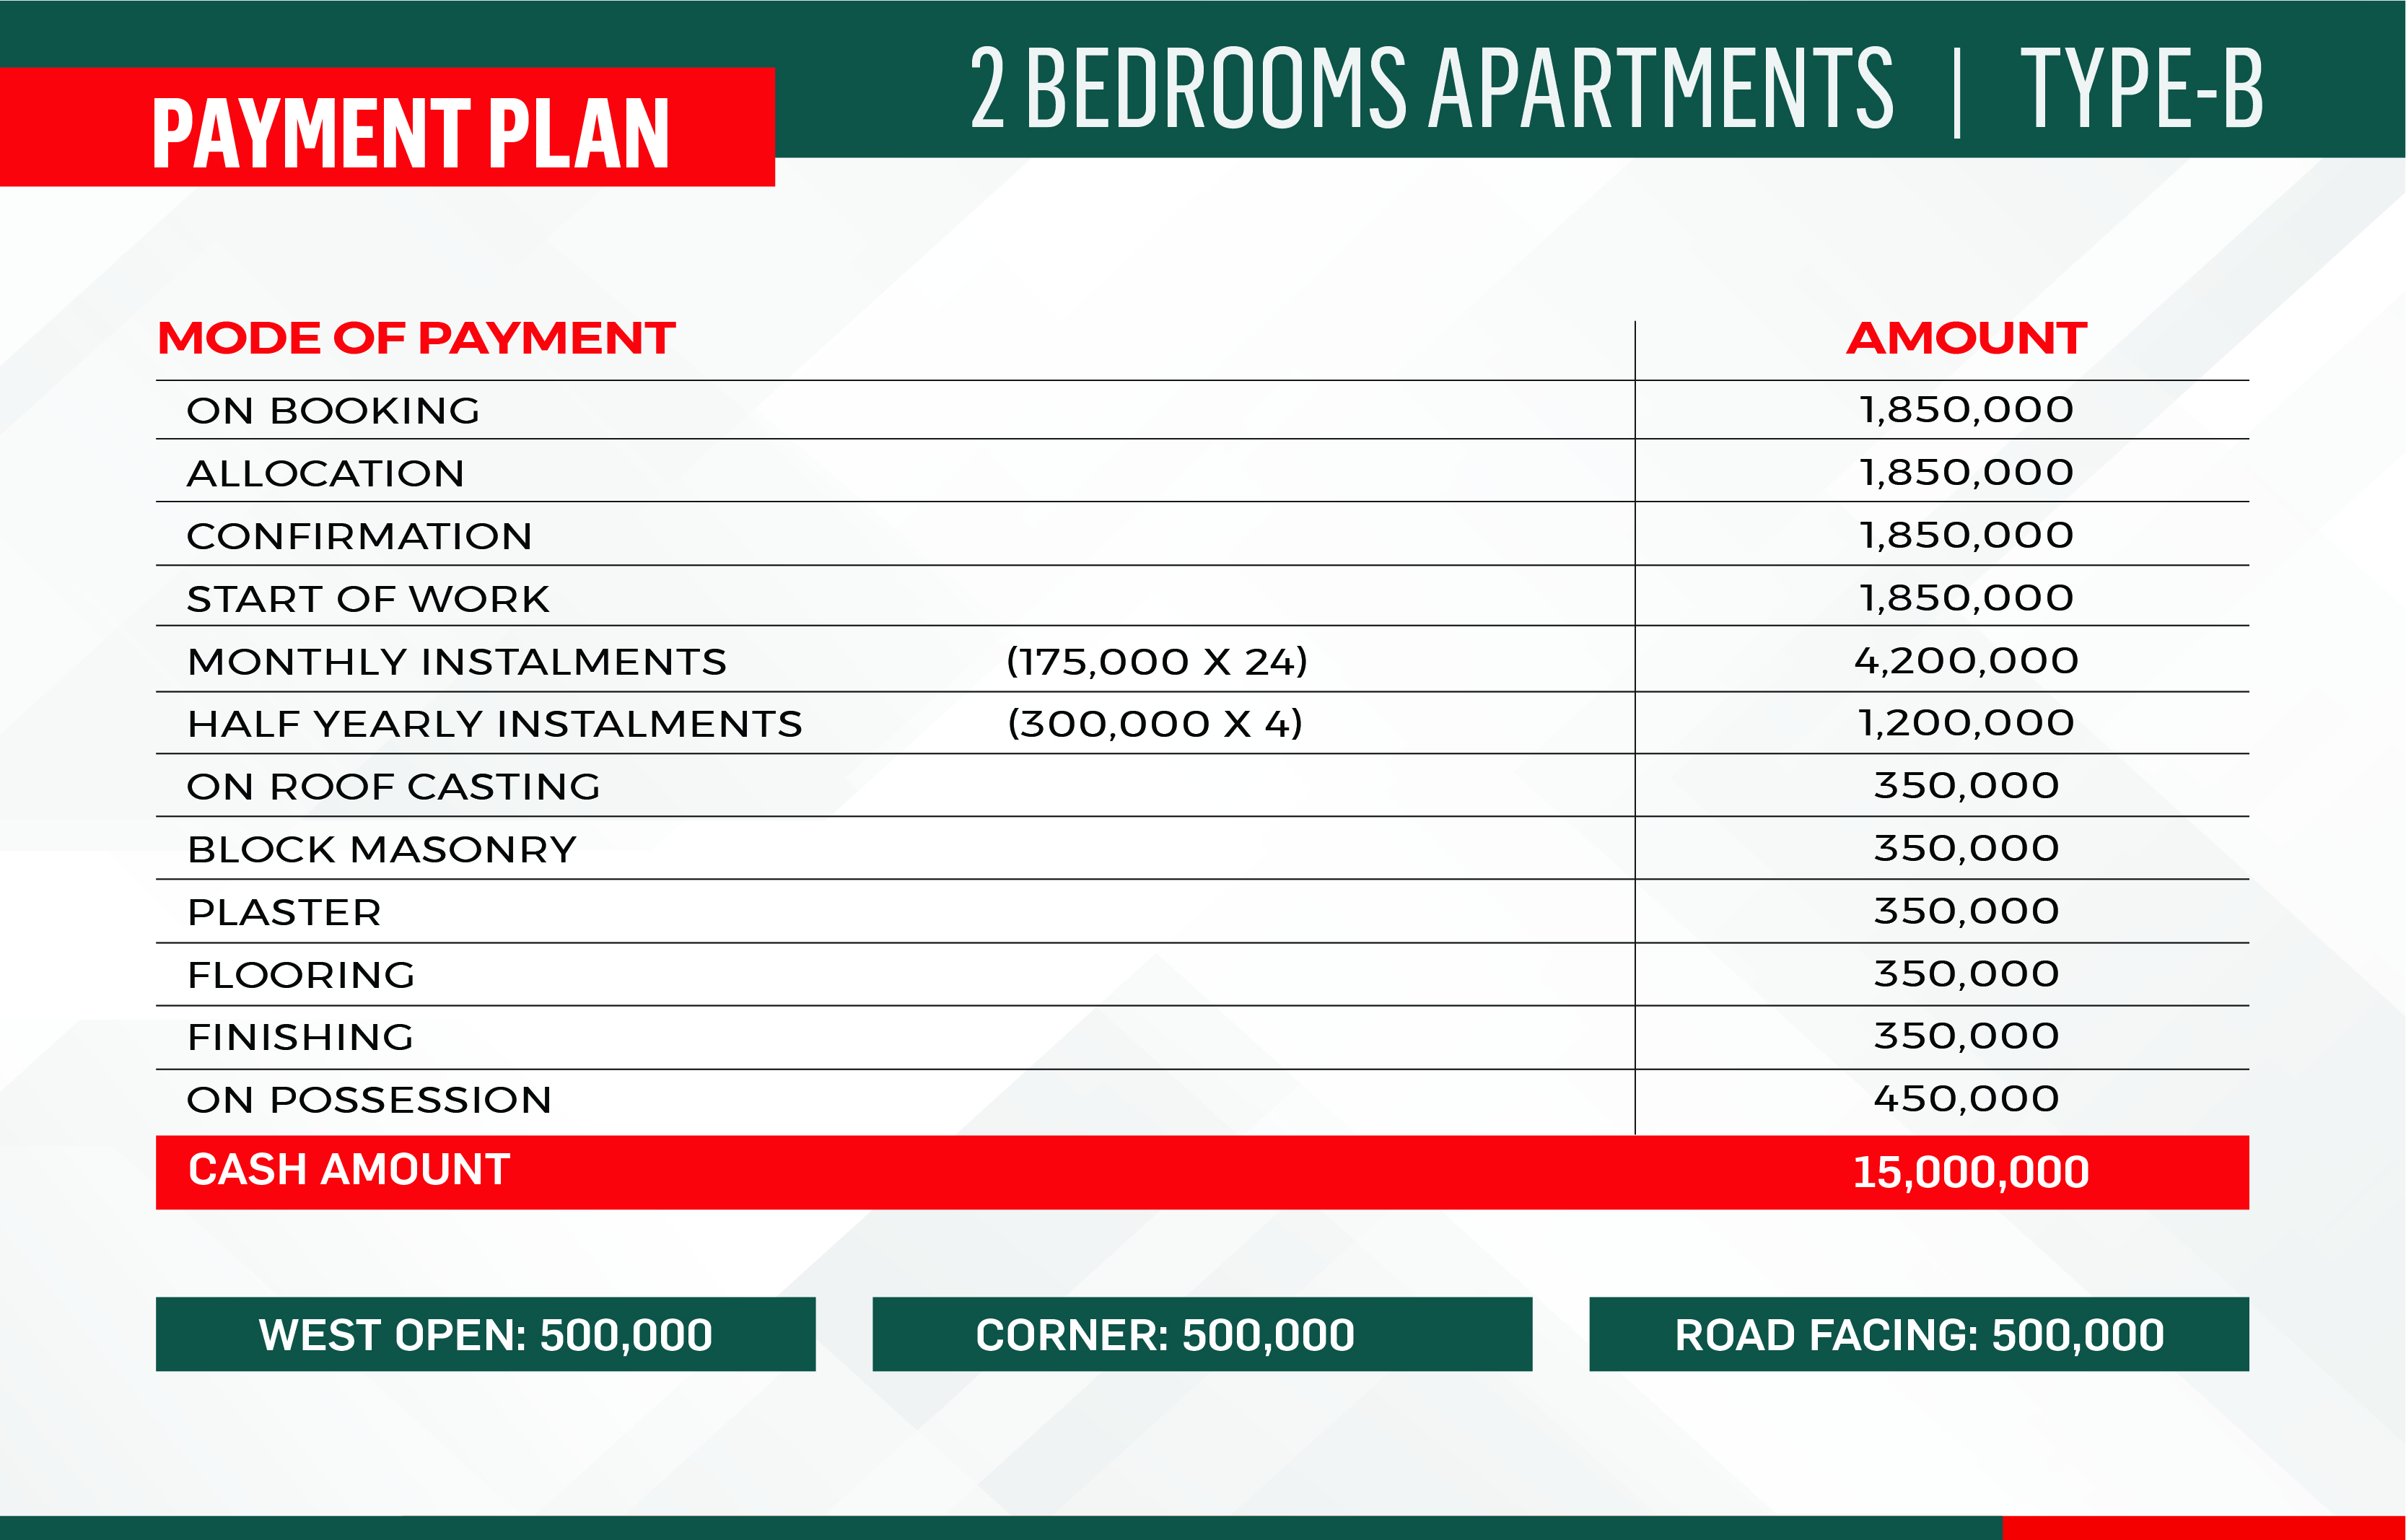 2 BEDROOMS APARTMENTS | TYPE-B
PAYMENT PLAN
MODE OF PAYMENT AMOUNT
ON BOOKING 1,850,000
ALLOCATION 1,850,000
CONFIRMATION 1,850,000
START OF WORK 1,850,000
MONTHLY INSTALMENTS (175,000 X 24) 4,200,000
HALF YEARLY INSTALMENTS (300,000 X 4) 1,200,000
ON ROOF CASTING 350,000
BLOCK MASONRY 350,000
PLASTER 350,000
FLOORING 350,000
FINISHING 350,000
ON POSSESSION 450,000
CASH AMOUNT 15,000,000
WEST OPEN: 500,000 CORNER: 500,000 ROAD FACING: 500,000